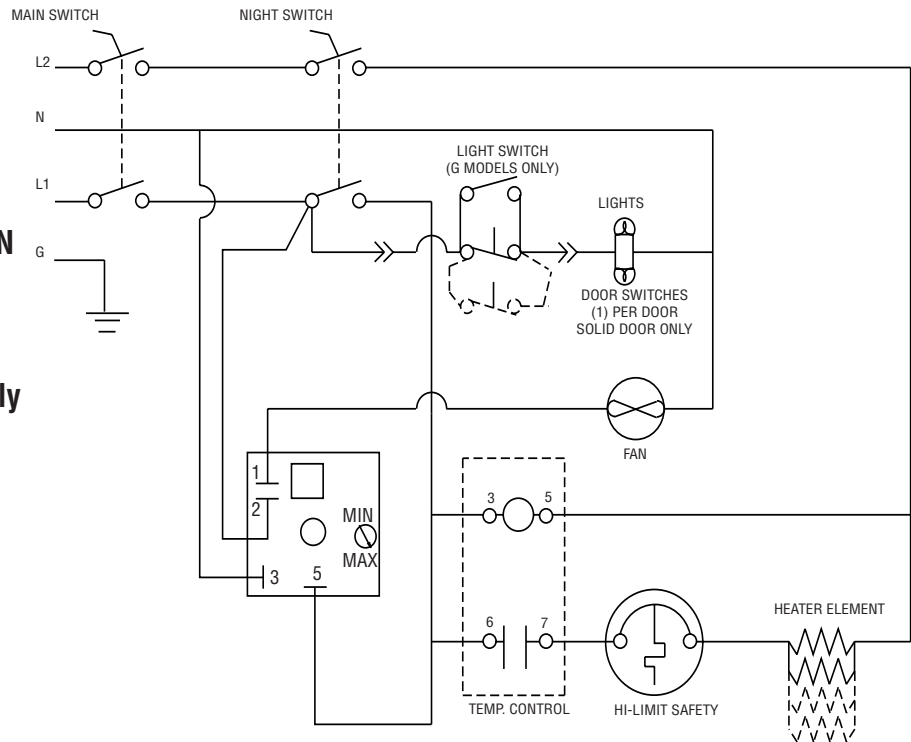 MAIN SWITCH
NIGHT SWITCH
L2
N
LIGHT SWITCH
(G MODELS ONLY)
L1
LIGHTS
N
G
DOOR SWITCHES
(1) PER DOOR
SOLID DOOR ONLY
ly
FAN
1
2
MIN
MAX
3
5
3
5
6
7
HEATER ELEMENT
TEMP. CONTROL
HI-LIMIT SAFETY